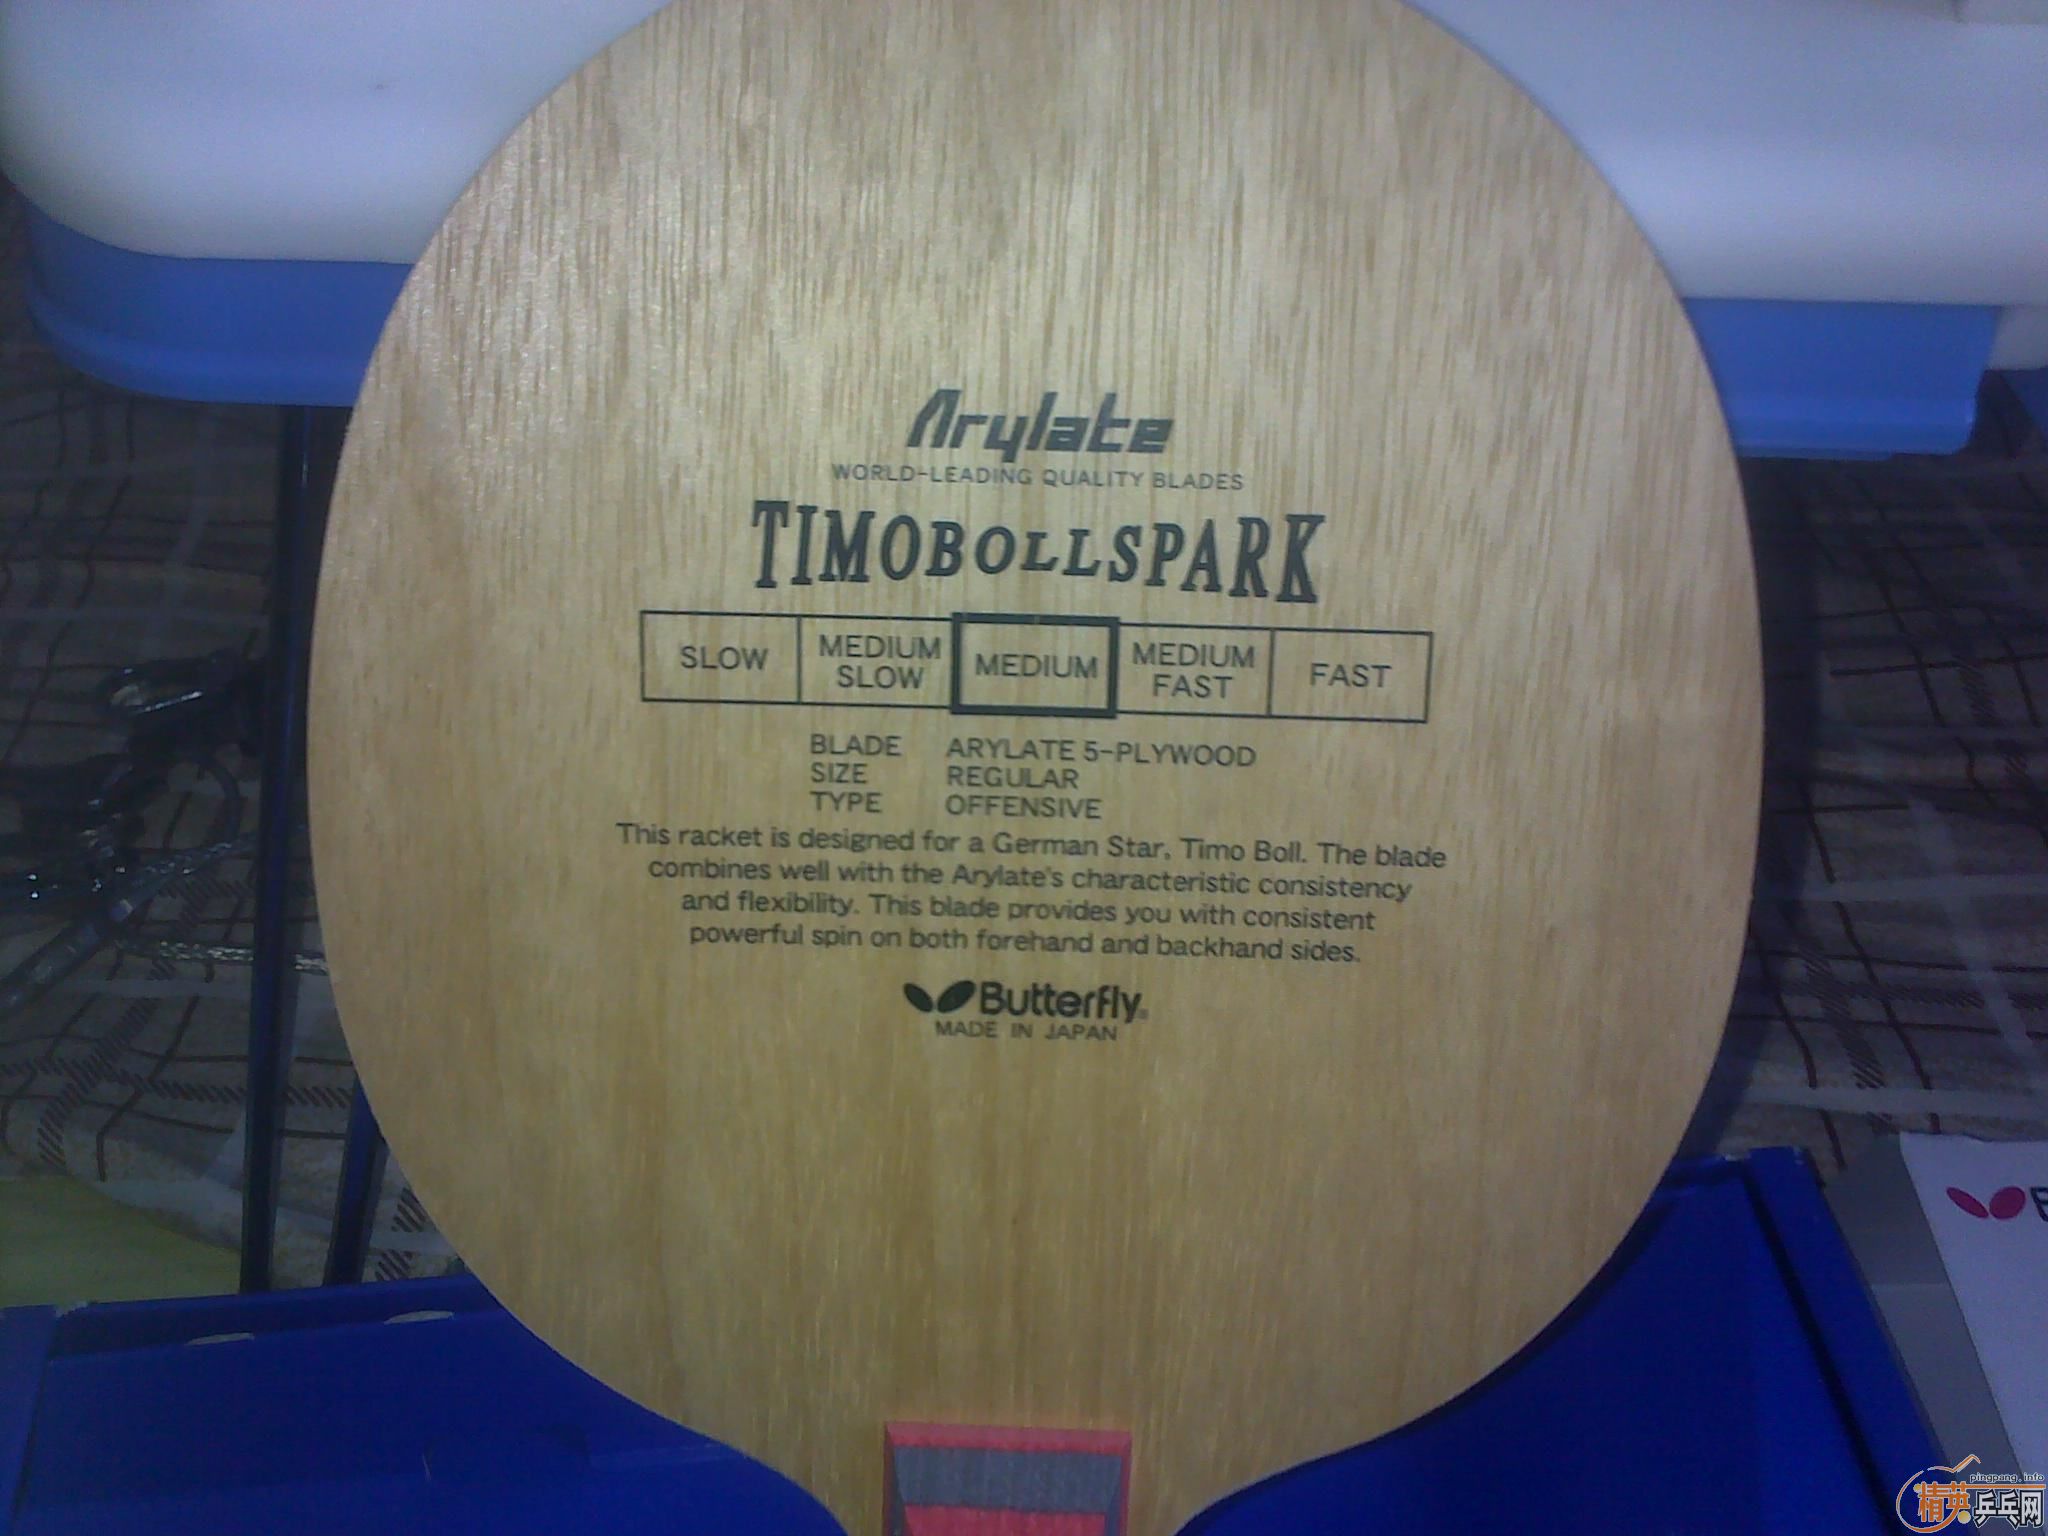 Arylate
WORLD-LEADING QUALITY BLADES
TIMOBOLLSPARK
SLOW
MEDIUM SLOW
MEDIUM
MEDIUM FAST
FAST
BLADE ARYLATE 5-PLYWOOD
SIZE REGULAR
TYPE OFFENSIVE
This racket is designed for a German Star, Timo Boll. The blade
combines well with the Arylate's characteristic consistency
and flexibility. This blade provides you with consistent
powerful spin on both forehand and backhand sides.
Butterfly®
MADE IN JAPAN
B
pingpang.info
精英乒乓网